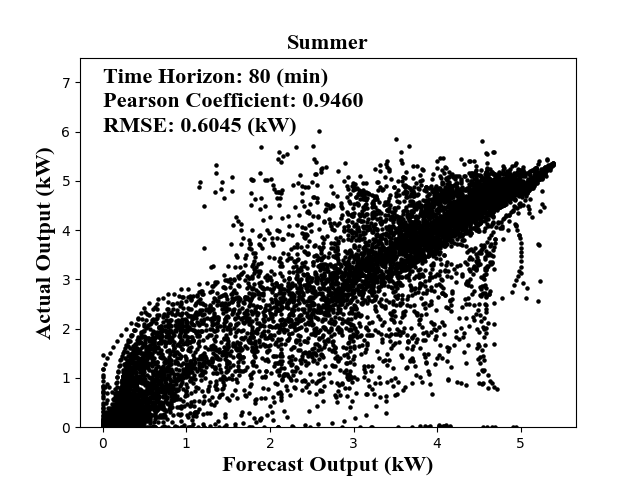 Summer
Time Horizon: 80 (min)
Pearson Coefficient: 0.9460
RMSE: 0.6045 (kW)
7
6
5
4
3
2
1
0
Actual Output (kW)
0 1 2 3 4 5
Forecast Output (kW)